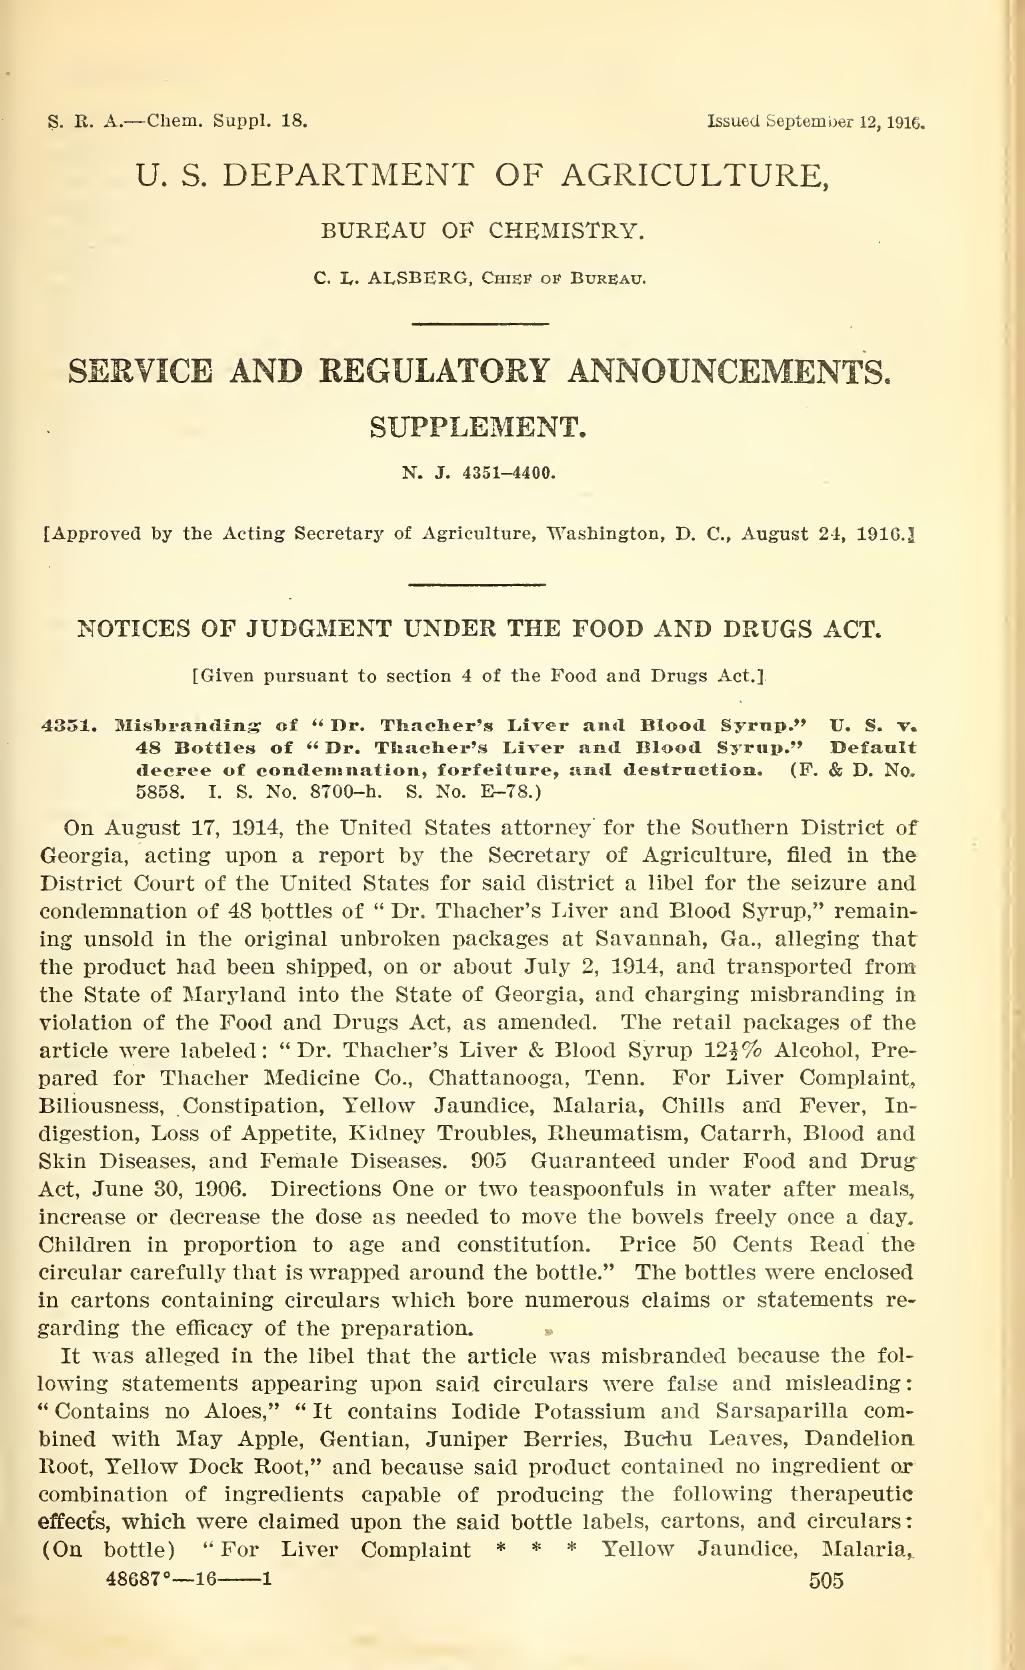 S. R. A.—Chem. Suppl. 18.
Issued September 12, 1916.
U. S. DEPARTMENT OF AGRICULTURE,
BUREAU OF CHEMISTRY.
C. L. ALSBERG, CHIEF OF BUREAU.
SERVICE AND REGULATORY ANNOUNCEMENTS.
SUPPLEMENT.
N. J. 4351–4400.
[Approved by the Acting Secretary of Agriculture, Washington, D. C., August 24, 1916.]
NOTICES OF JUDGMENT UNDER THE FOOD AND DRUGS ACT.
[Given pursuant to section 4 of the Food and Drugs Act.]
4351. Misbranding of “Dr. Thacher’s Liver and Blood Syrup.” U. S. v.
48 Bottles of “Dr. Thacher’s Liver and Blood Syrup.” Default
decree of condemnation, forfeiture, and destruction. (F. & D. No.
5858. I. S. No. 8700–h. S. No. E–78.)
On August 17, 1914, the United States attorney for the Southern District of
Georgia, acting upon a report by the Secretary of Agriculture, filed in the
District Court of the United States for said district a libel for the seizure and
condemnation of 48 bottles of “Dr. Thacher’s Liver and Blood Syrup,” remain-
ing unsold in the original unbroken packages at Savannah, Ga., alleging that
the product had been shipped, on or about July 2, 1914, and transported from
the State of Maryland into the State of Georgia, and charging misbranding in
violation of the Food and Drugs Act, as amended. The retail packages of the
article were labeled: “Dr. Thacher’s Liver & Blood Syrup 12½% Alcohol, Pre-
pared for Thacher Medicine Co., Chattanooga, Tenn. For Liver Complaint,
Biliousness, Constipation, Yellow Jaundice, Malaria, Chills and Fever, In-
digestion, Loss of Appetite, Kidney Troubles, Rheumatism, Catarrh, Blood and
Skin Diseases, and Female Diseases. 905 Guaranteed under Food and Drug
Act, June 30, 1906. Directions One or two teaspoonfuls in water after meals,
increase or decrease the dose as needed to move the bowels freely once a day.
Children in proportion to age and constitution. Price 50 Cents Read the
circular carefully that is wrapped around the bottle.” The bottles were enclosed
in cartons containing circulars which bore numerous claims or statements re-
garding the efficacy of the preparation.
It was alleged in the libel that the article was misbranded because the fol-
lowing statements appearing upon said circulars were false and misleading:
“Contains no Aloes,” “It contains Iodide Potassium and Sarsaparilla com-
bined with May Apple, Gentian, Juniper Berries, Buchu Leaves, Dandelion
Root, Yellow Dock Root,” and because said product contained no ingredient or
combination of ingredients capable of producing the following therapeutic
effects, which were claimed upon the said bottle labels, cartons, and circulars:
(On bottle) “For Liver Complaint * * * Yellow Jaundice, Malaria,
48687°—16——1
505